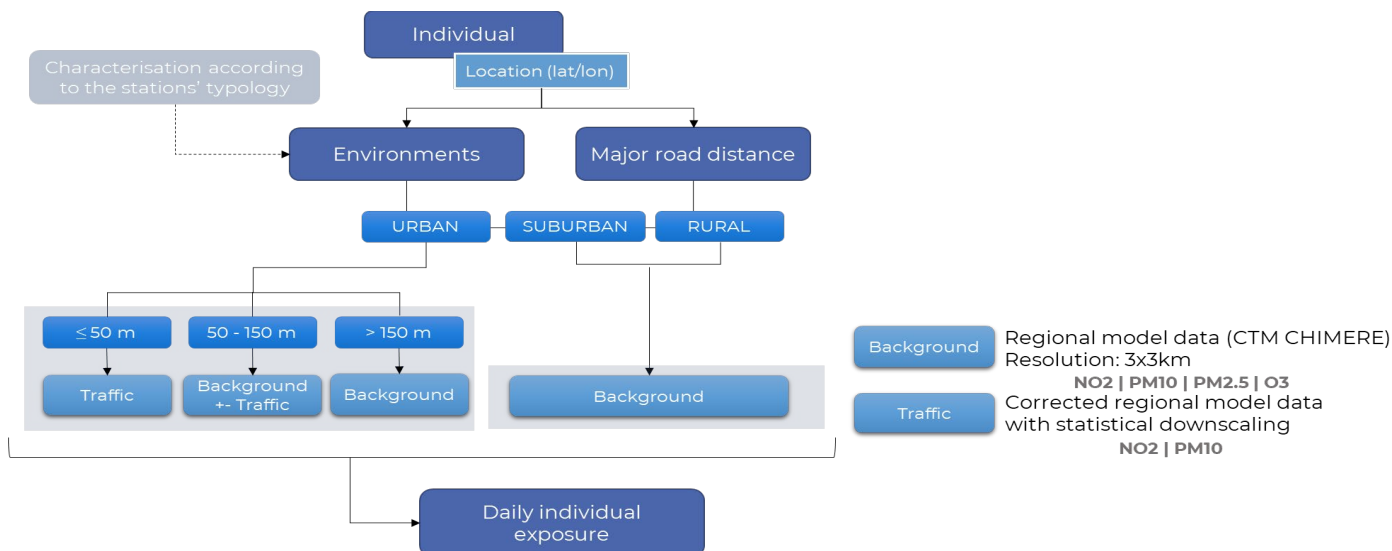 Individual
Location (lat/lon)
Characterisation according
to the stations’ typology
Environments
Major road distance
URBAN
SUBURBAN
RURAL
≤ 50 m
50 - 150 m
> 150 m
Traffic
Background
+- Traffic
Background
Background
Background
Regional model data (CTM CHIMERE)
Resolution: 3x3km
NO2 | PM10 | PM2.5 | O3
Traffic
Corrected regional model data
with statistical downscaling
NO2 | PM10
Daily individual
exposure